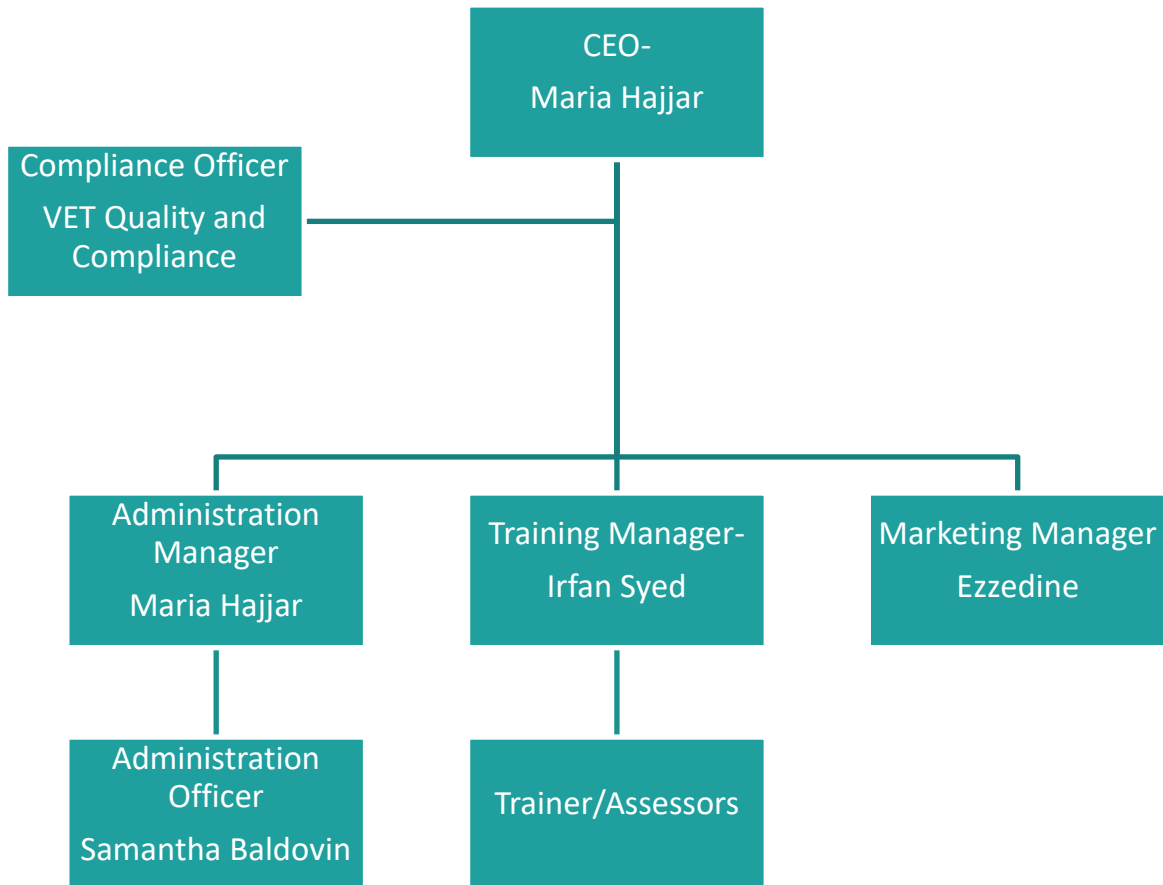 CEO-
Maria Hajjar
Compliance Officer
VET Quality and
Compliance
Administration
Manager
Maria Hajjar
Training Manager-
Irfan Syed
Marketing Manager
Ezzedine
Administration
Officer
Samantha Baldovin
Trainer/Assessors